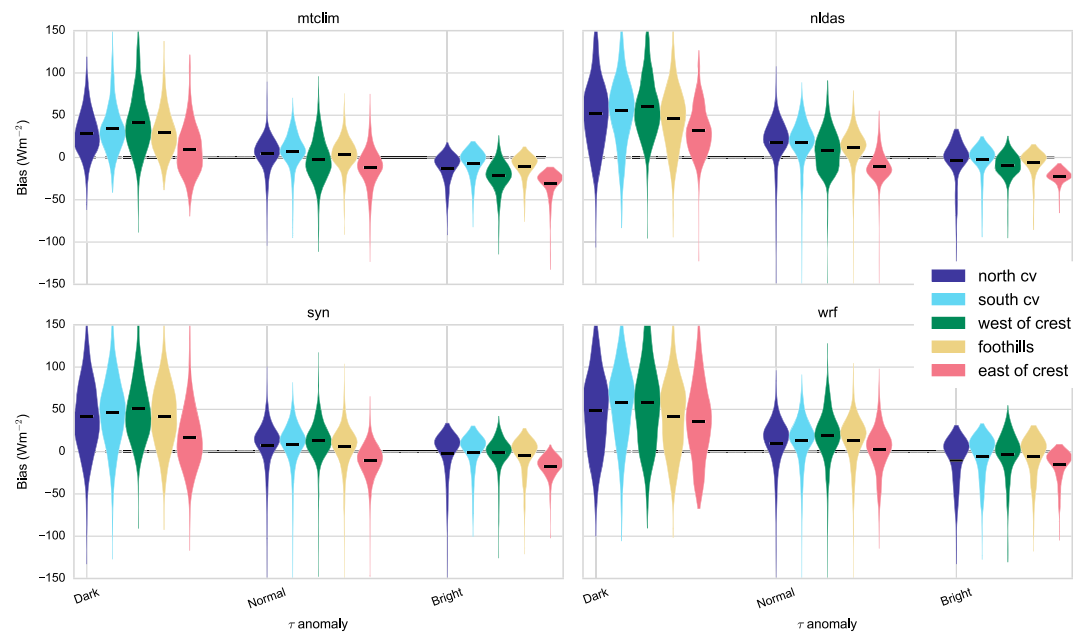 mtclim
nldas
150
100
50
0
−50
−100
−150
Bias (Wm⁻²)
north cv
south cv
west of crest
foothills
east of crest
syn
wrf
150
100
50
0
−50
−100
−150
Bias (Wm⁻²)
Dark
Normal
Bright
Dark
Normal
Bright
τ anomaly
τ anomaly